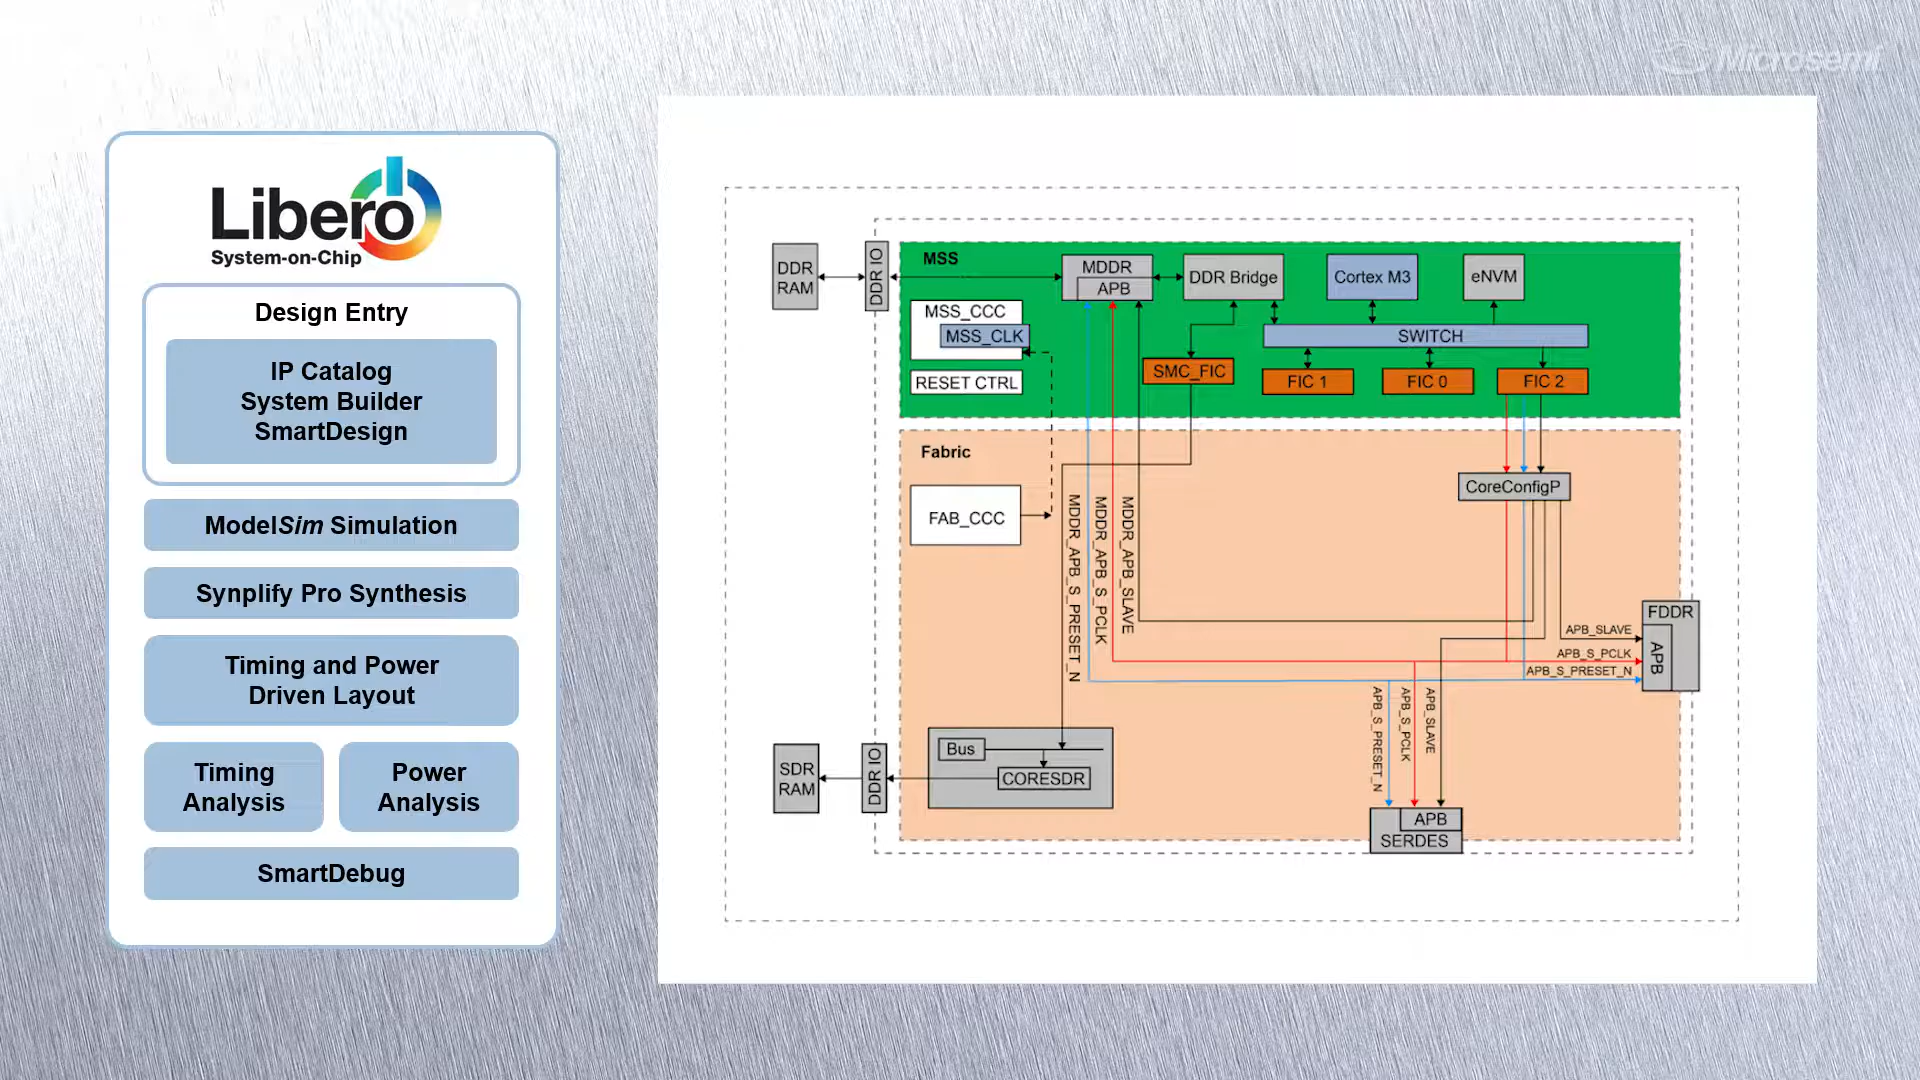 Microsemi
Libero
System-on-Chip
Design Entry
IP Catalog
System Builder
SmartDesign
ModelSim Simulation
Synplify Pro Synthesis
Timing and Power
Driven Layout
Timing
Analysis
Power
Analysis
SmartDebug
DDR
RAM
DDR IO
MSS
MDDR
APB
DDR Bridge
Cortex M3
eNVM
MSS_CCC
MSS_CLK
SWITCH
RESET CTRL
SMC_FIC
FIC 1
FIC 0
FIC 2
Fabric
CoreConfigP
FAB_CCC
MDDR_APB_S_PRESET_N
MDDR_APB_S_PCLK
MDDR_APB_SLAVE
FDDR
APB
APB_SLAVE
APB_S_PCLK
APB_S_PRESET_N
APB_S_PRESET_N
APB_S_PCLK
APB_SLAVE
SDR
RAM
DDR IO
Bus
CORESDR
APB
SERDES